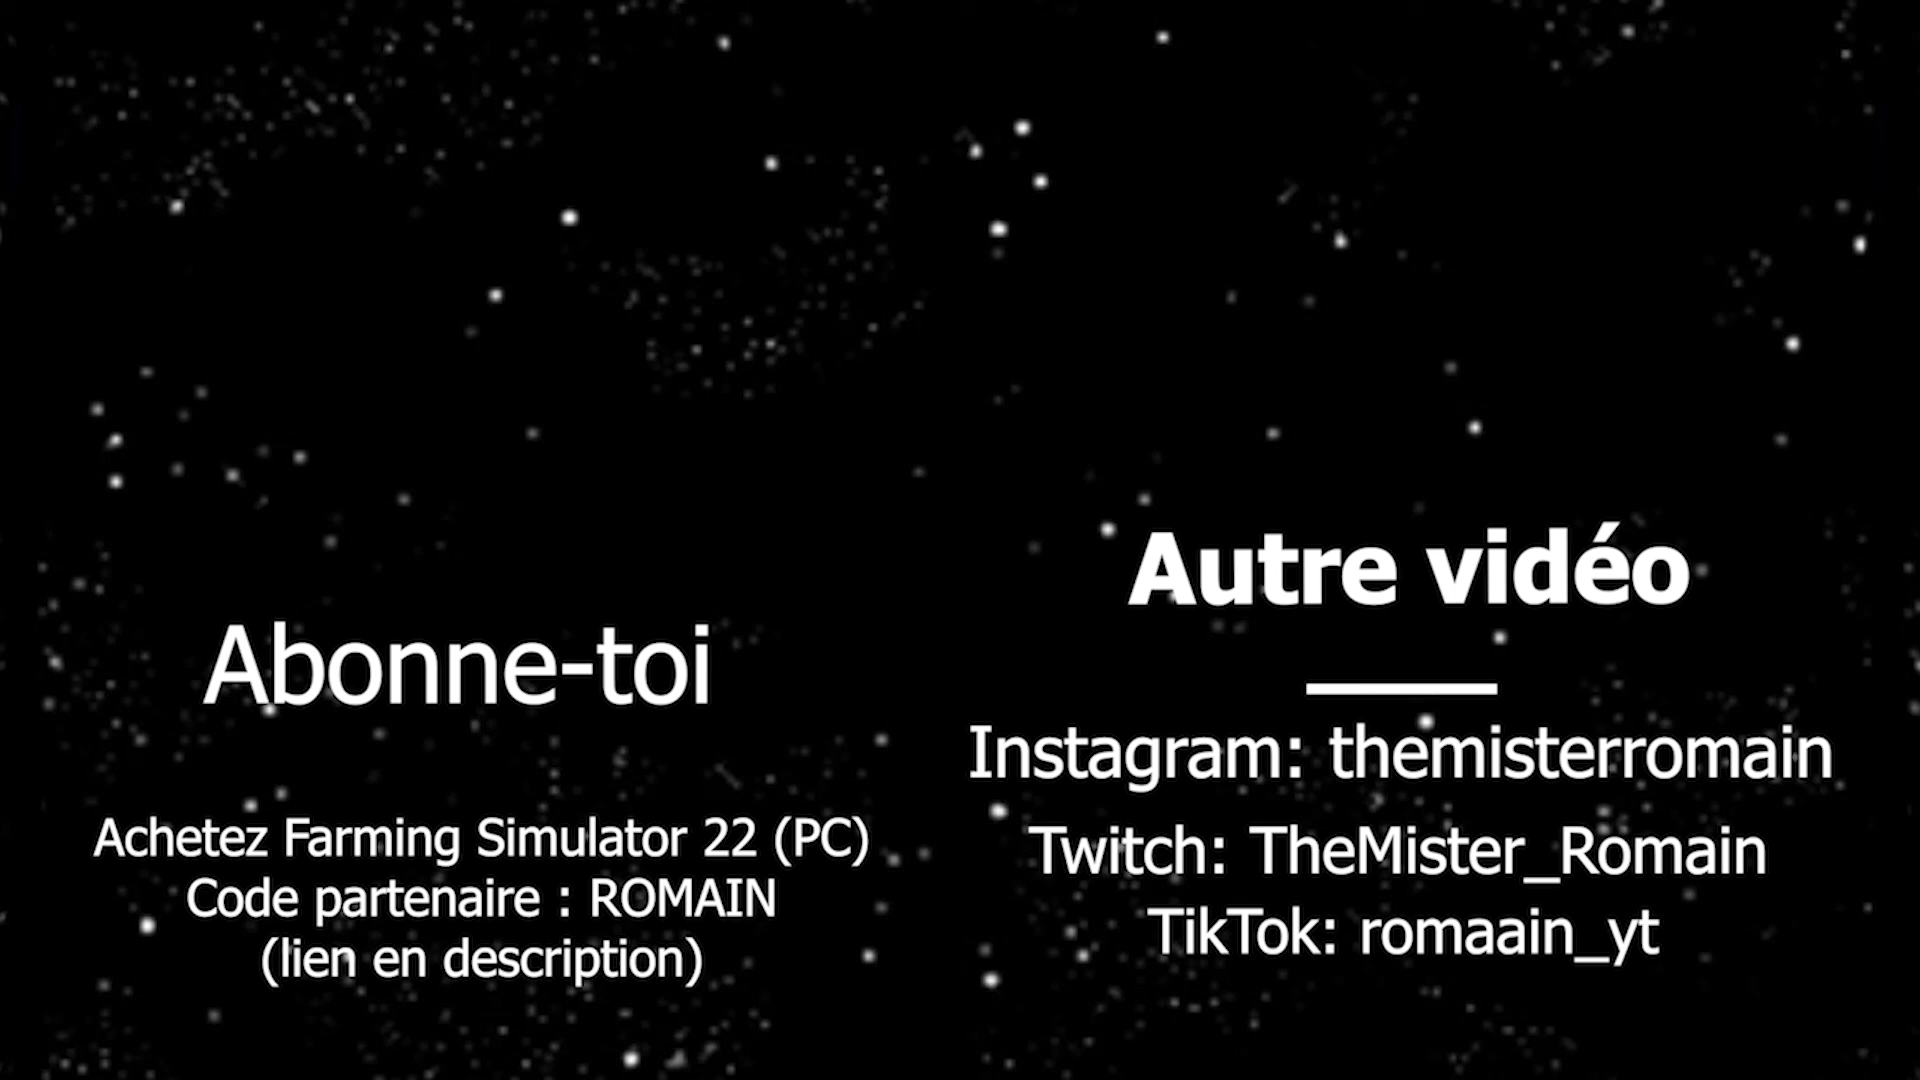 Abonne-toi
Achetez Farming Simulator 22 (PC)
Code partenaire : ROMAIN
(lien en description)
Autre vidéo
Instagram: themisterromain
Twitch: TheMister_Romain
TikTok: romaain_yt